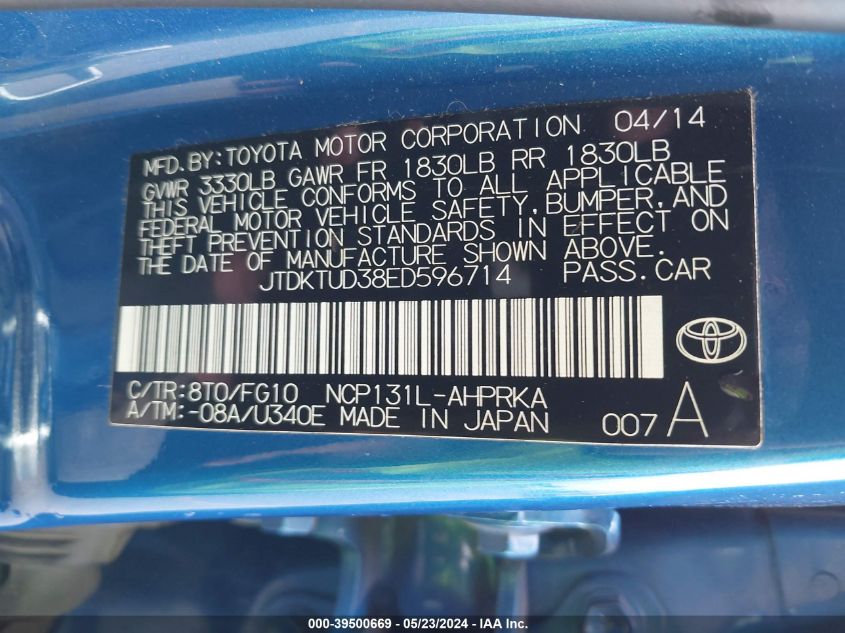 MFD. BY: TOYOTA MOTOR CORPORATION 04/14
GVWR 3330LB GAWR FR 1830LB RR 1830LB
THIS VEHICLE CONFORMS TO ALL APPLICABLE
FEDERAL MOTOR VEHICLE SAFETY, BUMPER, AND
THEFT PREVENTION STANDARDS IN EFFECT ON
THE DATE OF MANUFACTURE SHOWN ABOVE.
JTDKTUD38ED596714 PASS. CAR
C/TR: 8T0/FG10 NCP131L-AHPRKA
A/TM: -08A/U340E MADE IN JAPAN 007 A
000-39500669 - 05/23/2024 - IAA Inc.